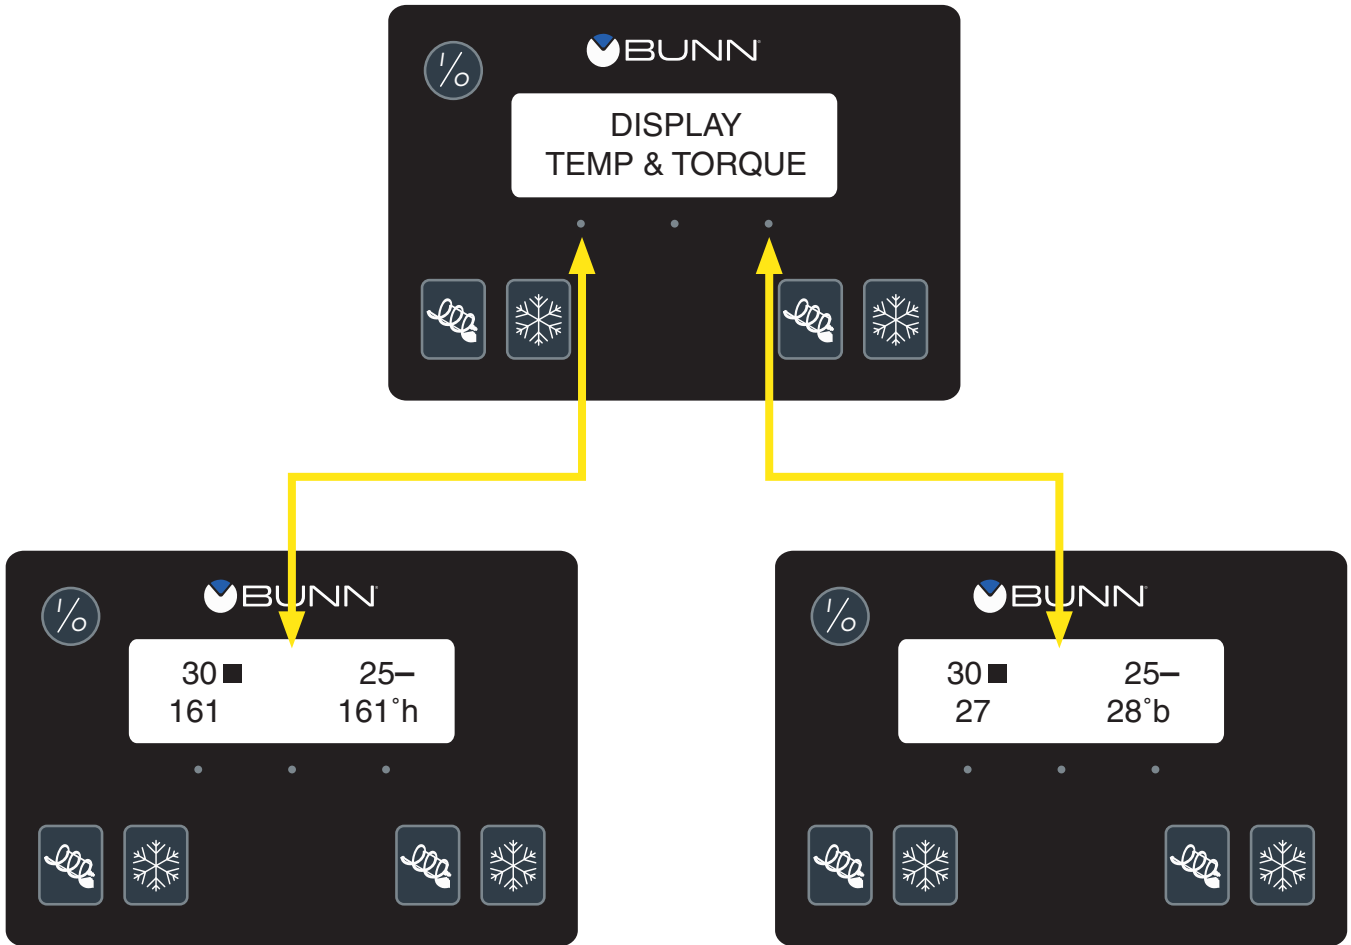 I/O
BUNN®
DISPLAY
TEMP & TORQUE
I/O
BUNN®
30■ 25–
161 161°h
I/O
BUNN®
30■ 25–
27 28°b